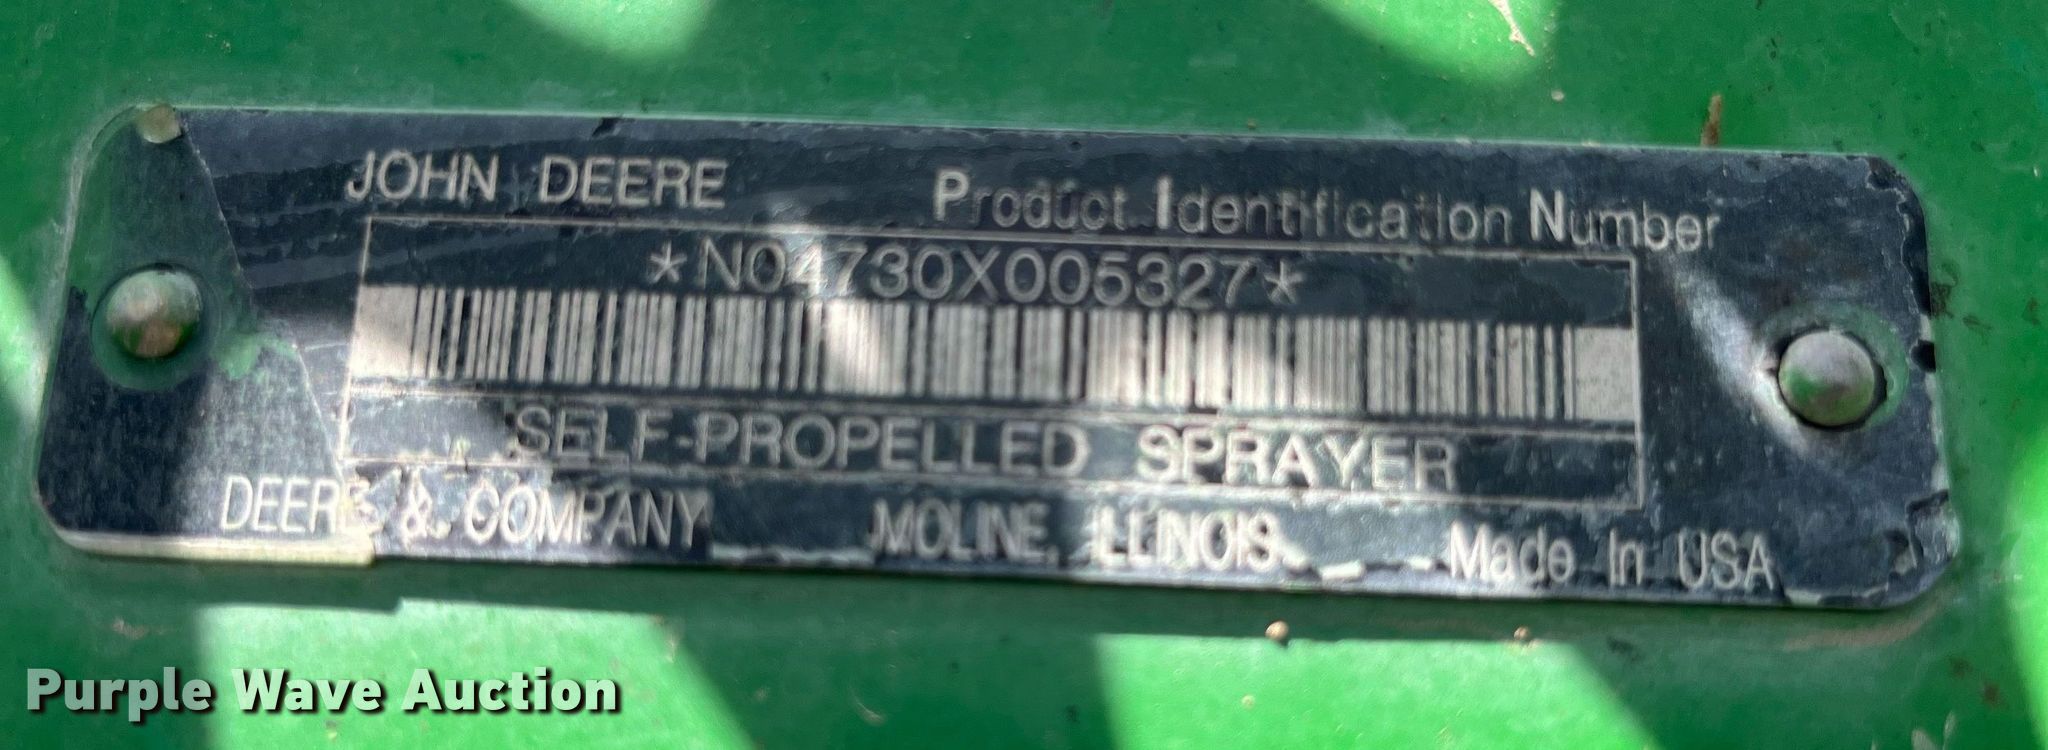 JOHN DEERE Product Identification Number
*N04730X005327*
SELF-PROPELLED SPRAYER
DEERE & COMPANY MOLINE, ILLINOIS Made In USA
Purple Wave Auction